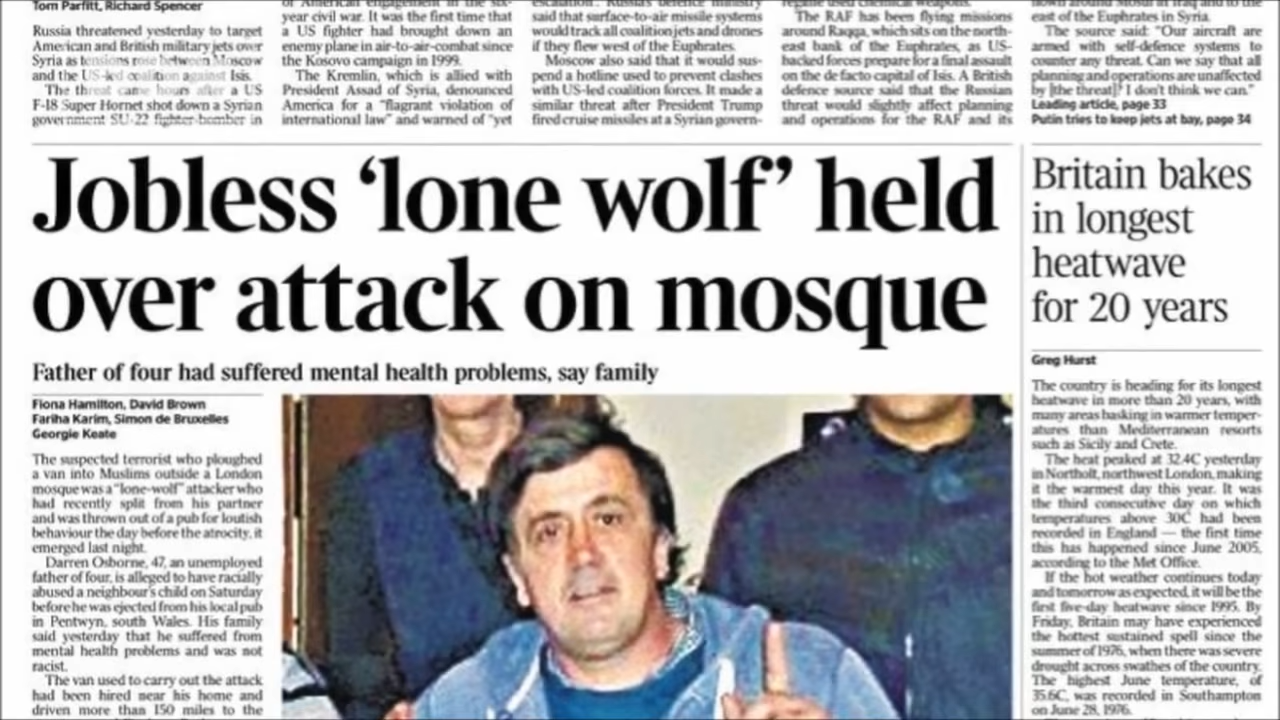 Tom Parfitt, Richard Spencer
Russia threatened yesterday to target
American and British military jets over
Syria as tensions rose between Moscow
and the US-led coalition against Isis.
The threat came hours after a US
F-18 Super Hornet shot down a Syrian
government SU-22 fighter-bomber in
of American engagement in the six-
year civil war. It was the first time that
a US fighter had brought down an
enemy plane in air-to-air-combat since
the Kosovo campaign in 1999.
The Kremlin, which is allied with
President Assad of Syria, denounced
America for a "flagrant violation of
international law" and warned of "yet
escalation". Russia's defence ministry
said that surface-to-air missile systems
would track all coalition jets and drones
if they flew west of the Euphrates.
Moscow also said that it would sus-
pend a hotline used to prevent clashes
with US-led coalition forces. It made a
similar threat after President Trump
fired cruise missiles at a Syrian govern-
regime used chemical weapons.
The RAF has been flying missions
around Raqqa, which sits on the north-
east bank of the Euphrates, as US-
backed forces prepare for a final assault
on the de facto capital of Isis. A British
defence source said that the Russian
threat would slightly affect planning
and operations for the RAF and its
down around Mosul in Iraq and to the
east of the Euphrates in Syria.
The source said: "Our aircraft are
armed with self-defence systems to
counter any threat. Can we say that all
planning and operations are unaffected
by [the threat]? I don't think we can."
Leading article, page 33
Putin tries to keep jets at bay, page 34
Jobless ‘lone wolf’ held
over attack on mosque
Father of four had suffered mental health problems, say family
Fiona Hamilton, David Brown
Fariha Karim, Simon de Bruxelles
Georgie Keate
The suspected terrorist who ploughed
a van into Muslims outside a London
mosque was a "lone-wolf" attacker who
had recently split from his partner
and was thrown out of a pub for loutish
behaviour the day before the atrocity, it
emerged last night.
Darren Osborne, 47, an unemployed
father of four, is alleged to have racially
abused a neighbour's child on Saturday
before he was ejected from his local pub
in Pentwyn, south Wales. His family
said yesterday that he suffered from
mental health problems and was not
racist.
The van used to carry out the attack
had been hired near his home and
driven more than 150 miles to the
Britain bakes
in longest
heatwave
for 20 years
Greg Hurst
The country is heading for its longest
heatwave in more than 20 years, with
many areas basking in warmer temper-
atures than Mediterranean resorts
such as Sicily and Crete.
The heat peaked at 32.4C yesterday
in Northolt, northwest London, making
it the warmest day this year. It was
the third consecutive day on which
temperatures above 30C had been
recorded in England — the first time
this has happened since June 2005,
according to the Met Office.
If the hot weather continues today
and tomorrow as expected, it will be the
first five-day heatwave since 1995. By
Friday, Britain may have experienced
the hottest sustained spell since the
summer of 1976, when there was severe
drought across swathes of the country.
The highest June temperature, of
35.6C, was recorded in Southampton
on June 28, 1976.